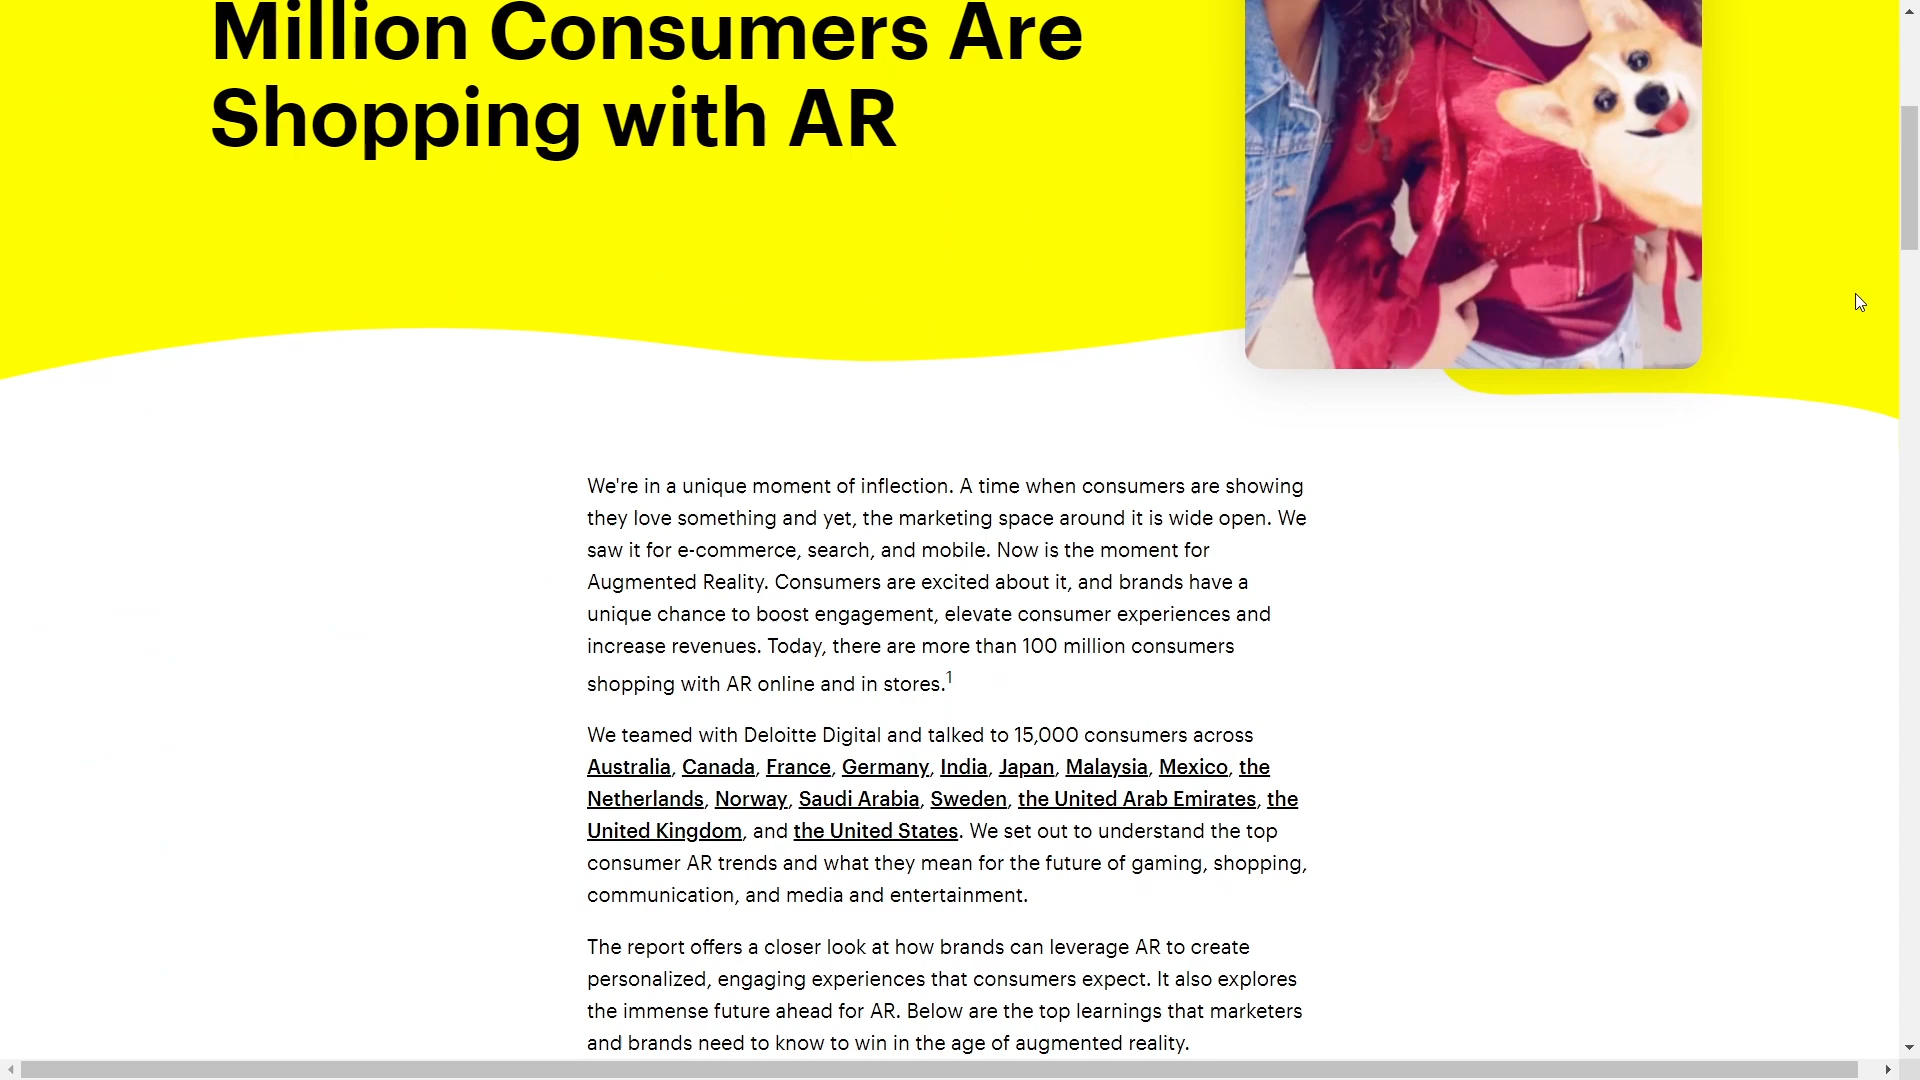 Million Consumers Are
Shopping with AR
We're in a unique moment of inflection. A time when consumers are showing
they love something and yet, the marketing space around it is wide open. We
saw it for e-commerce, search, and mobile. Now is the moment for
Augmented Reality. Consumers are excited about it, and brands have a
unique chance to boost engagement, elevate consumer experiences and
increase revenues. Today, there are more than 100 million consumers
shopping with AR online and in stores.1
We teamed with Deloitte Digital and talked to 15,000 consumers across
Australia, Canada, France, Germany, India, Japan, Malaysia, Mexico, the
Netherlands, Norway, Saudi Arabia, Sweden, the United Arab Emirates, the
United Kingdom, and the United States. We set out to understand the top
consumer AR trends and what they mean for the future of gaming, shopping,
communication, and media and entertainment.
The report offers a closer look at how brands can leverage AR to create
personalized, engaging experiences that consumers expect. It also explores
the immense future ahead for AR. Below are the top learnings that marketers
and brands need to know to win in the age of augmented reality.